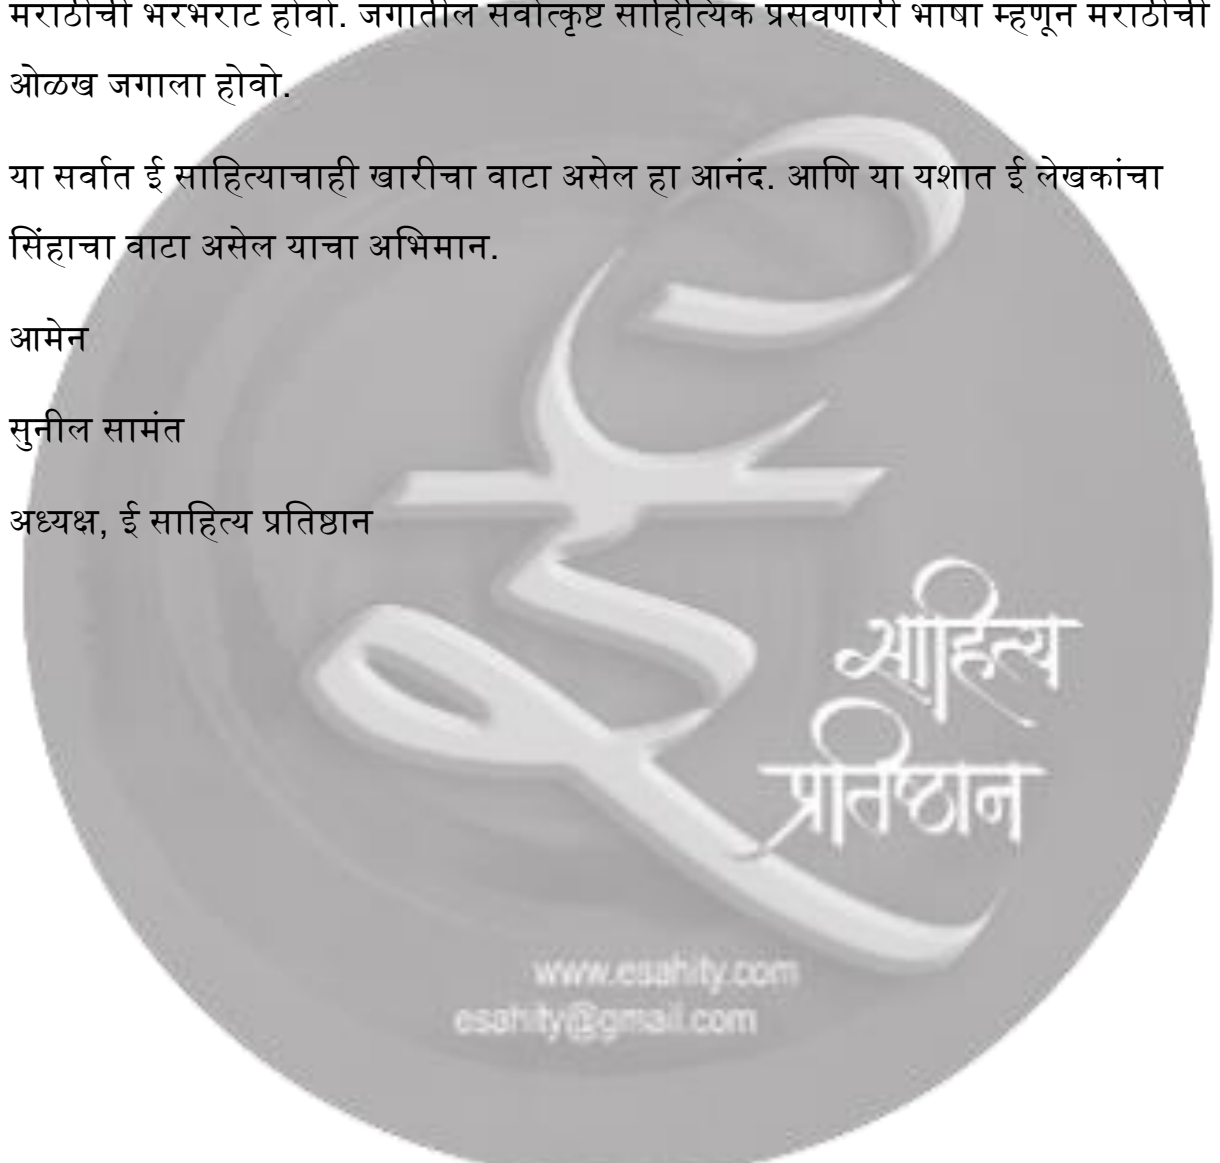 मराठीची भरभराट होवो. जगातील सर्वोत्कृष्ट साहित्यिक प्रसवणारी भाषा म्हणून मराठीची
ओळख जगाला होवो.
या सर्वात ई साहित्याचाही खारीचा वाटा असेल हा आनंद. आणि या यशात ई लेखकांचा
सिंहाचा वाटा असेल याचा अभिमान.
आमेन
सुनील सामंत
अध्यक्ष, ई साहित्य प्रतिष्ठान
ई
साहित्य
प्रतिष्ठान
www.esahity.com
esahity@gmail.com